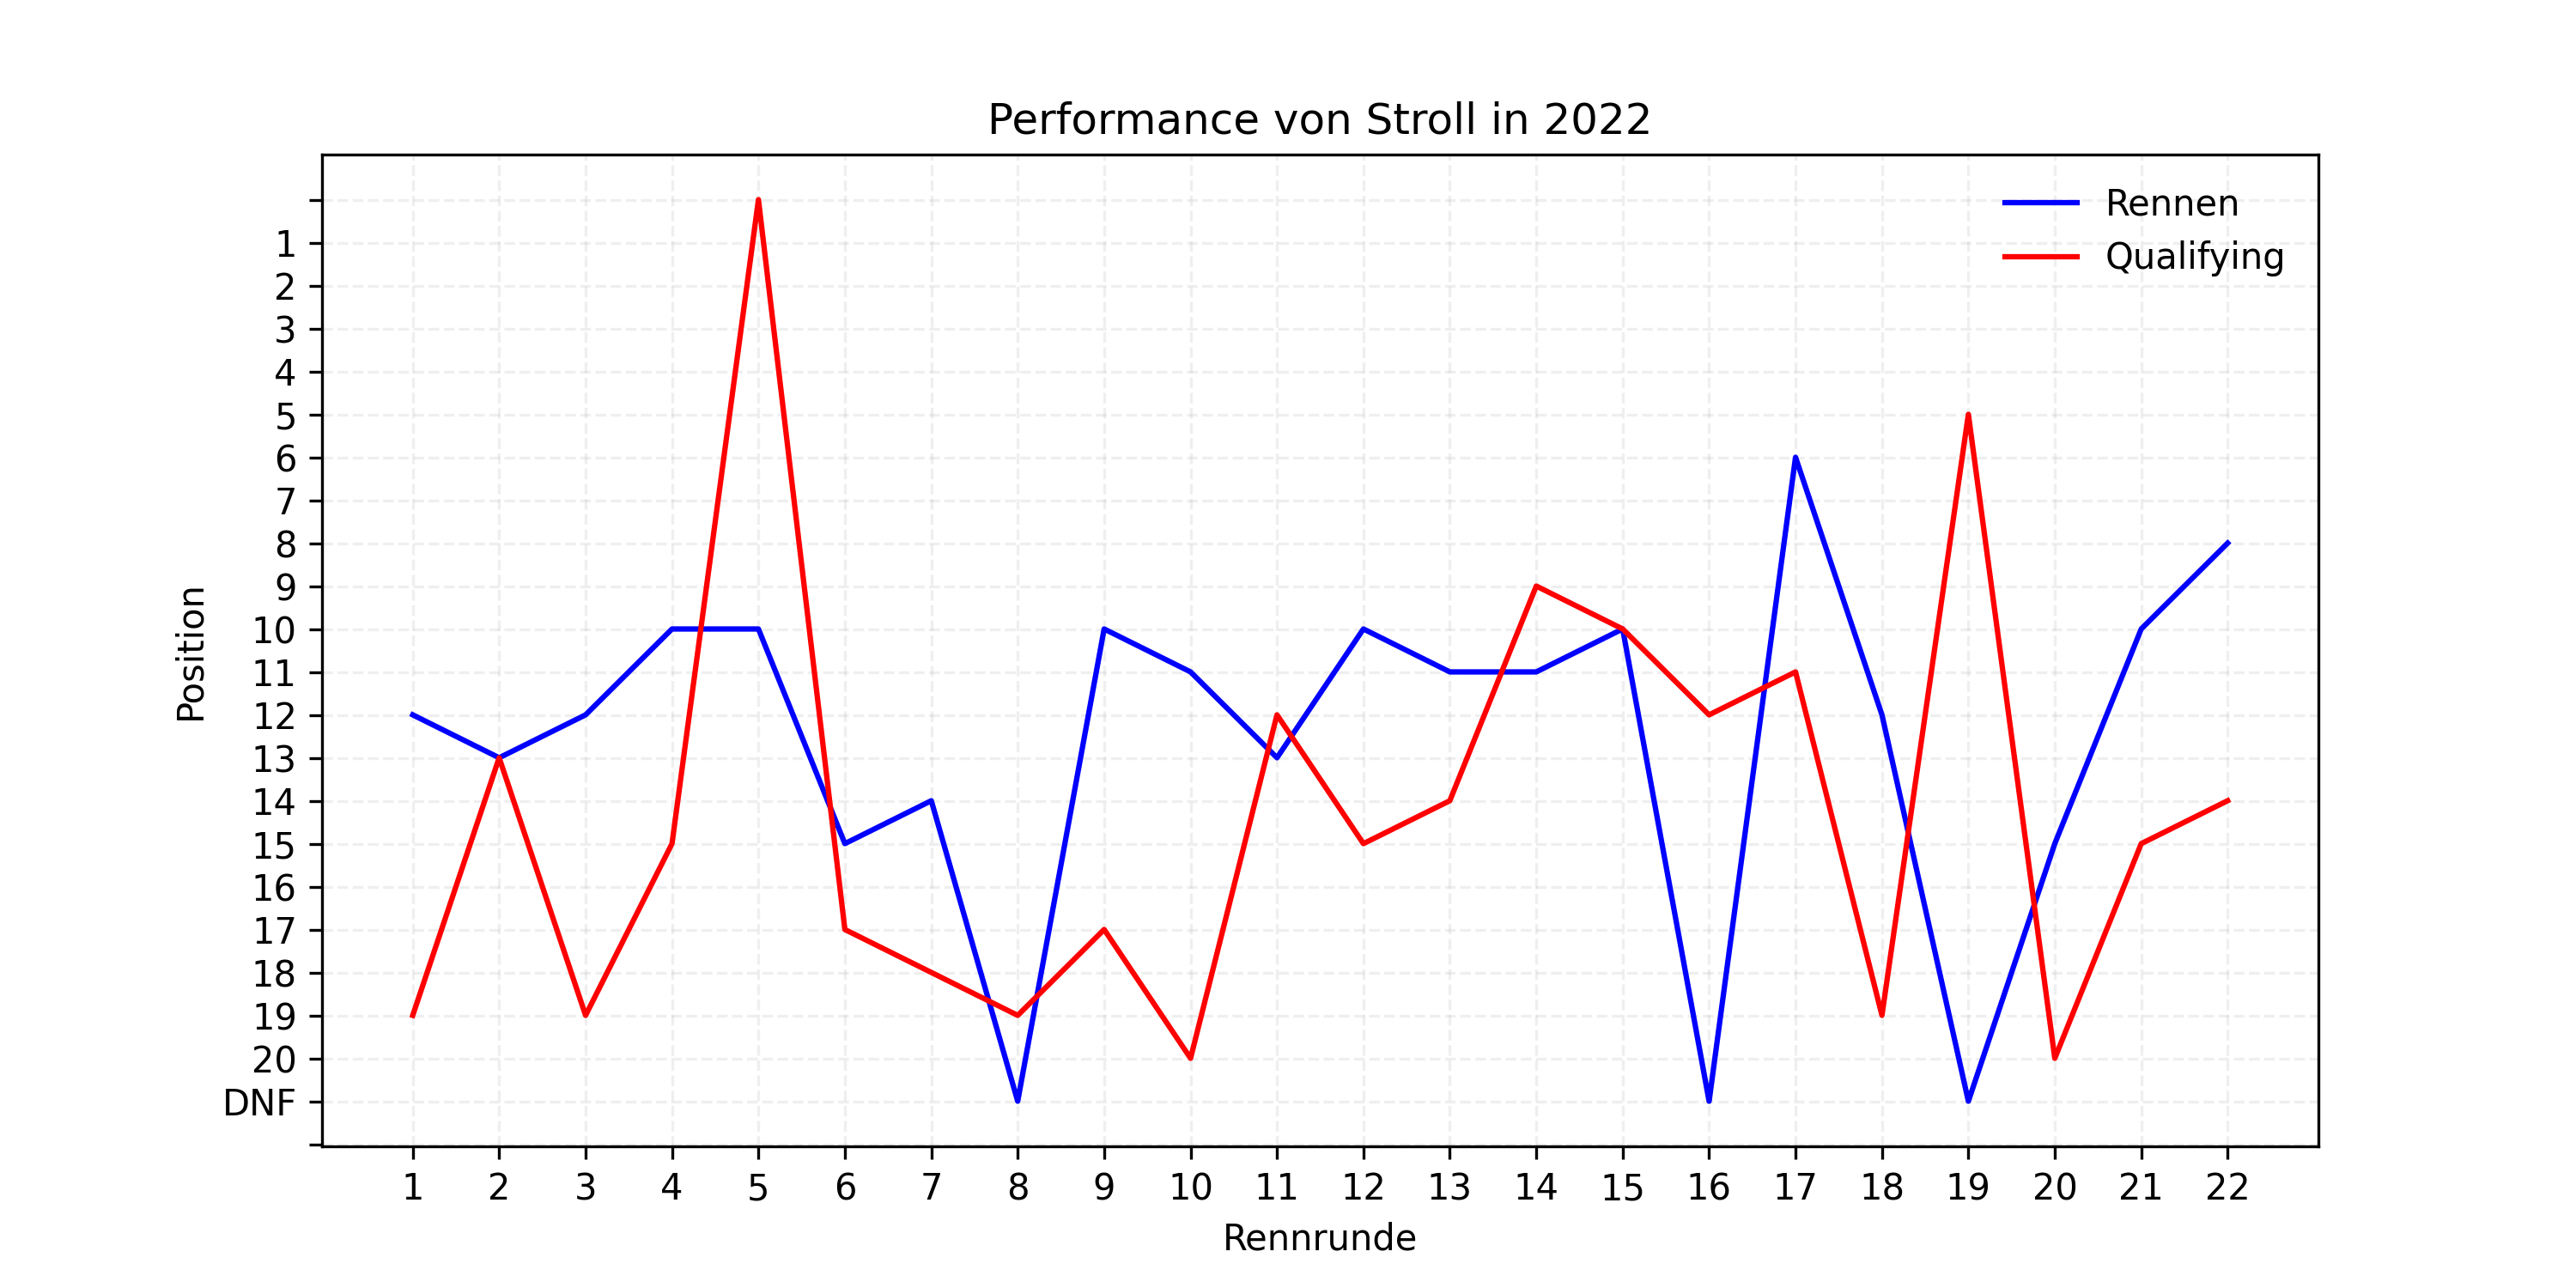 Performance von Stroll in 2022
Rennen
Qualifying
Position
1
2
3
4
5
6
7
8
9
10
11
12
13
14
15
16
17
18
19
20
DNF
1 2 3 4 5 6 7 8 9 10 11 12 13 14 15 16 17 18 19 20 21 22
Rennrunde